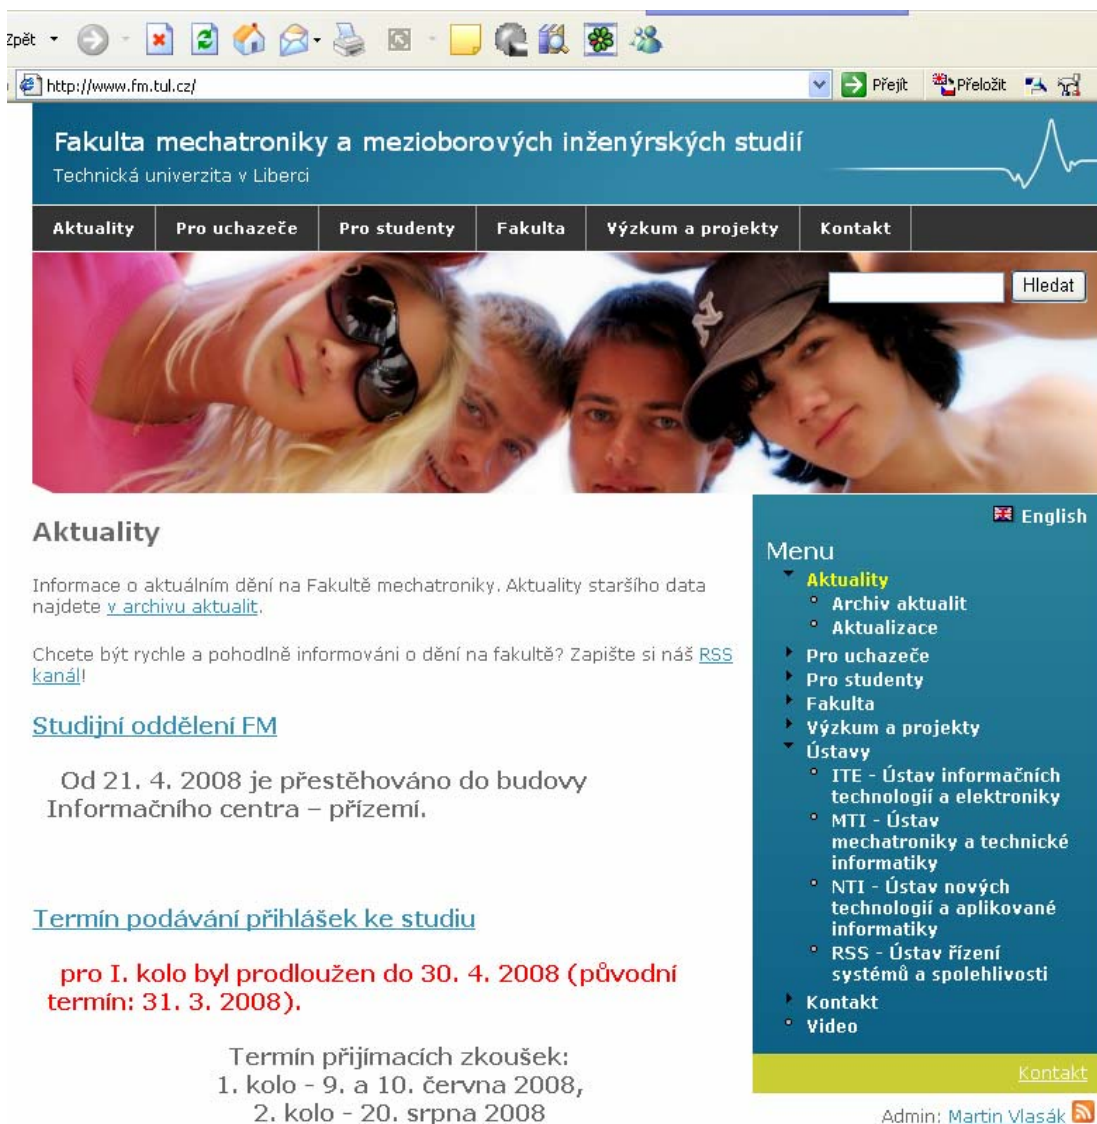 Zpět
http://www.fm.tul.cz/
Přejít
Přeložit
Fakulta mechatroniky a mezioborových inženýrských studií
Technická univerzita v Liberci
Aktuality
Pro uchazeče
Pro studenty
Fakulta
Výzkum a projekty
Kontakt
Hledat
Aktuality
Informace o aktuálním dění na Fakultě mechatroniky. Aktuality staršího data
najdete v archivu aktualit.
Chcete být rychle a pohodlně informováni o dění na fakultě? Zapište si náš RSS
kanál!
Studijní oddělení FM
Od 21. 4. 2008 je přestěhováno do budovy
Informačního centra – přízemí.
Termín podávání přihlášek ke studiu
pro I. kolo byl prodloužen do 30. 4. 2008 (původní
termín: 31. 3. 2008).
Termín přijímacích zkoušek:
1. kolo - 9. a 10. června 2008,
2. kolo - 20. srpna 2008
English
Menu
Aktuality
Archiv aktualit
Aktualizace
Pro uchazeče
Pro studenty
Fakulta
Výzkum a projekty
Ústavy
ITE - Ústav informačních
technologií a elektroniky
MTI - Ústav
mechatroniky a technické
informatiky
NTI - Ústav nových
technologií a aplikované
informatiky
RSS - Ústav řízení
systémů a spolehlivosti
Kontakt
Video
Kontakt
Admin: Martin Vlasák